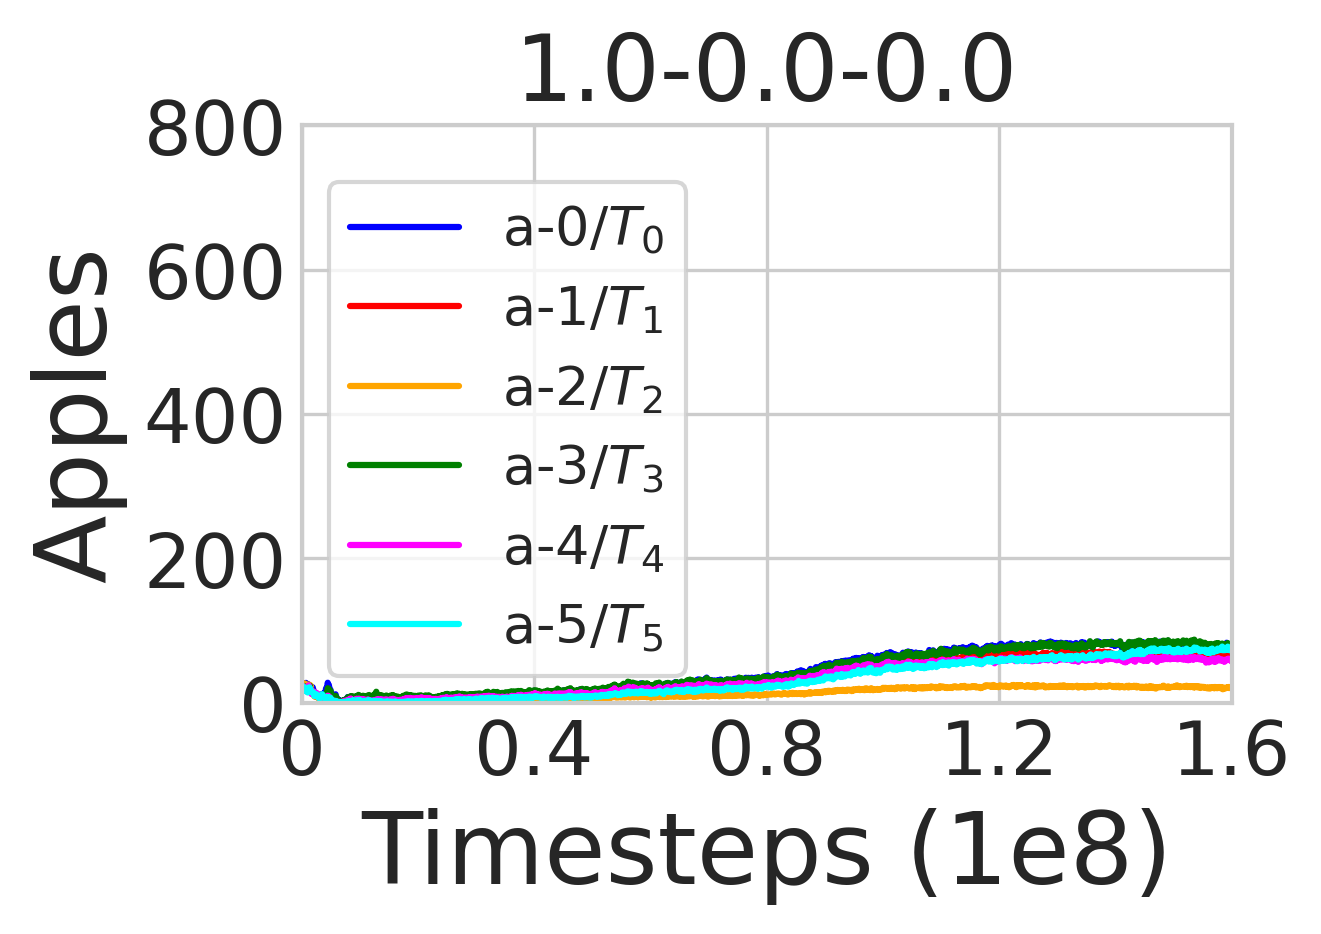 1.0-0.0-0.0
800
600
400
200
0
Apples
a-0/T₀
a-1/T₁
a-2/T₂
a-3/T₃
a-4/T₄
a-5/T₅
0 0.4 0.8 1.2 1.6
Timesteps (1e8)